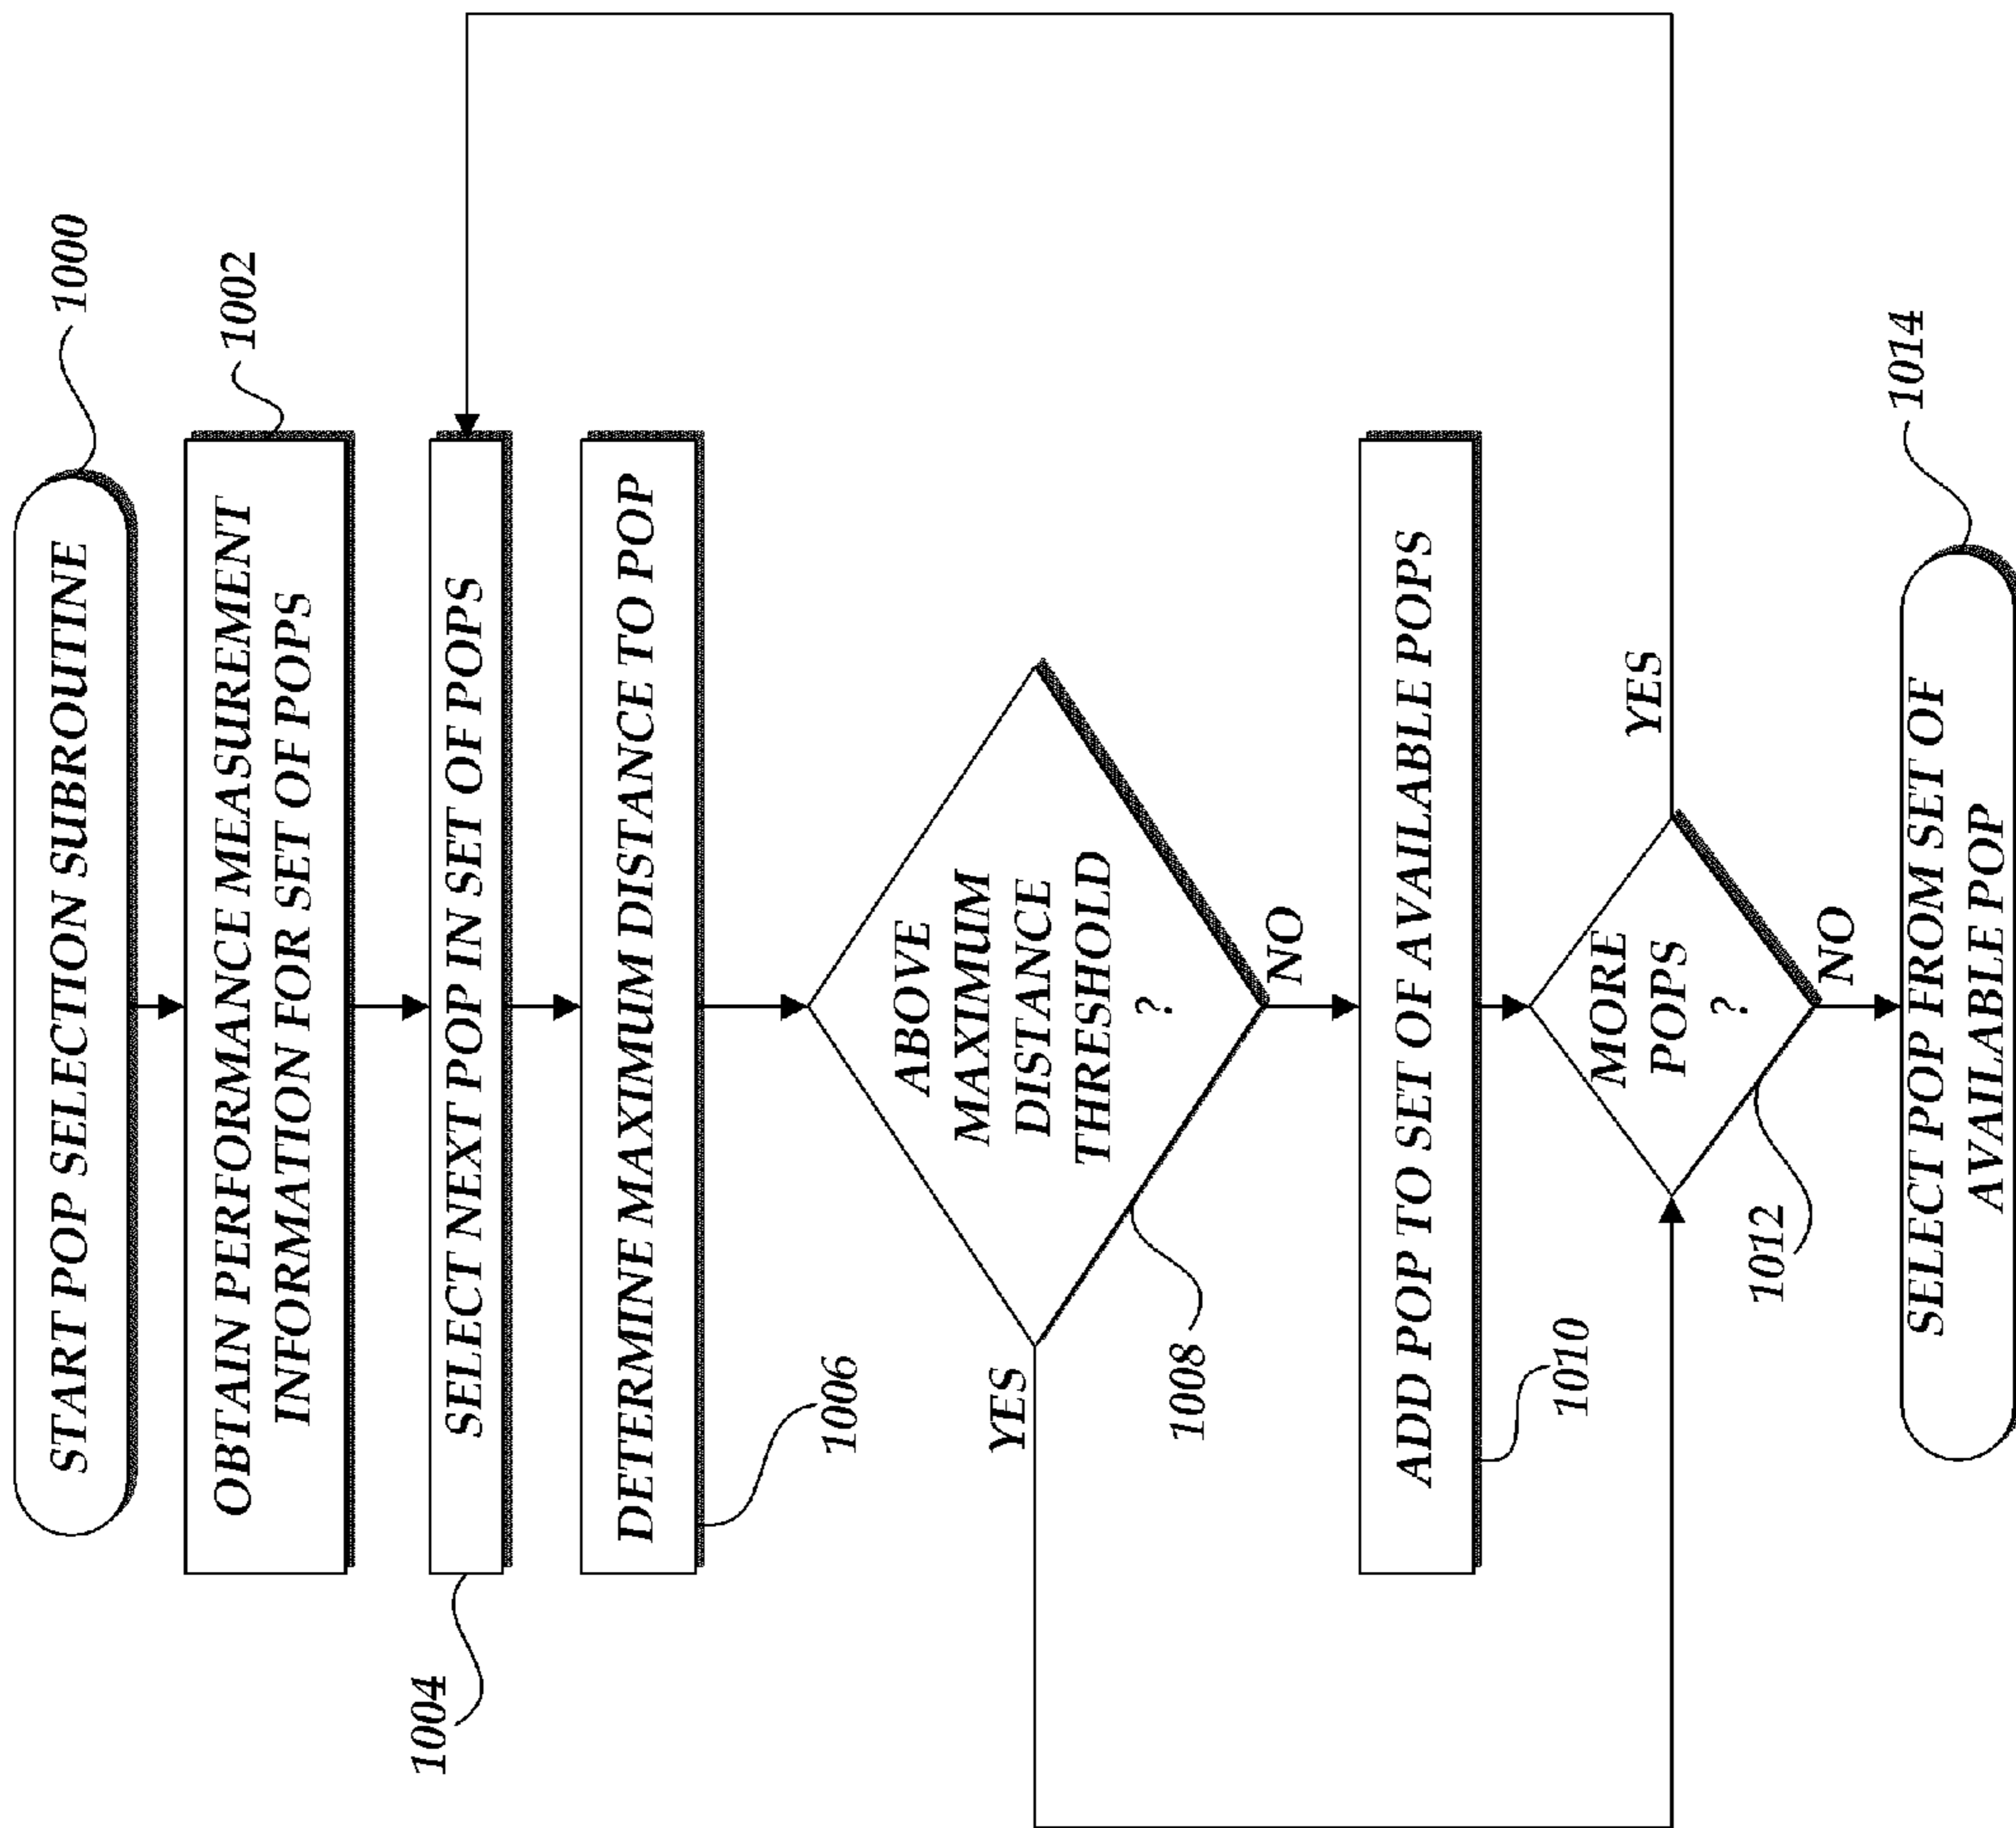 START POP SELECTION SUBROUTINE
1000
OBTAIN PERFORMANCE MEASUREMENT
INFORMATION FOR SET OF POPS
1002
SELECT NEXT POP IN SET OF POPS
1004
DETERMINE MAXIMUM DISTANCE TO POP
1006
ABOVE
MAXIMUM
DISTANCE
THRESHOLD
?
YES
1008
NO
ADD POP TO SET OF AVAILABLE POPS
1010
MORE
POPS
?
YES
1012
NO
SELECT POP FROM SET OF
AVAILABLE POP
1014